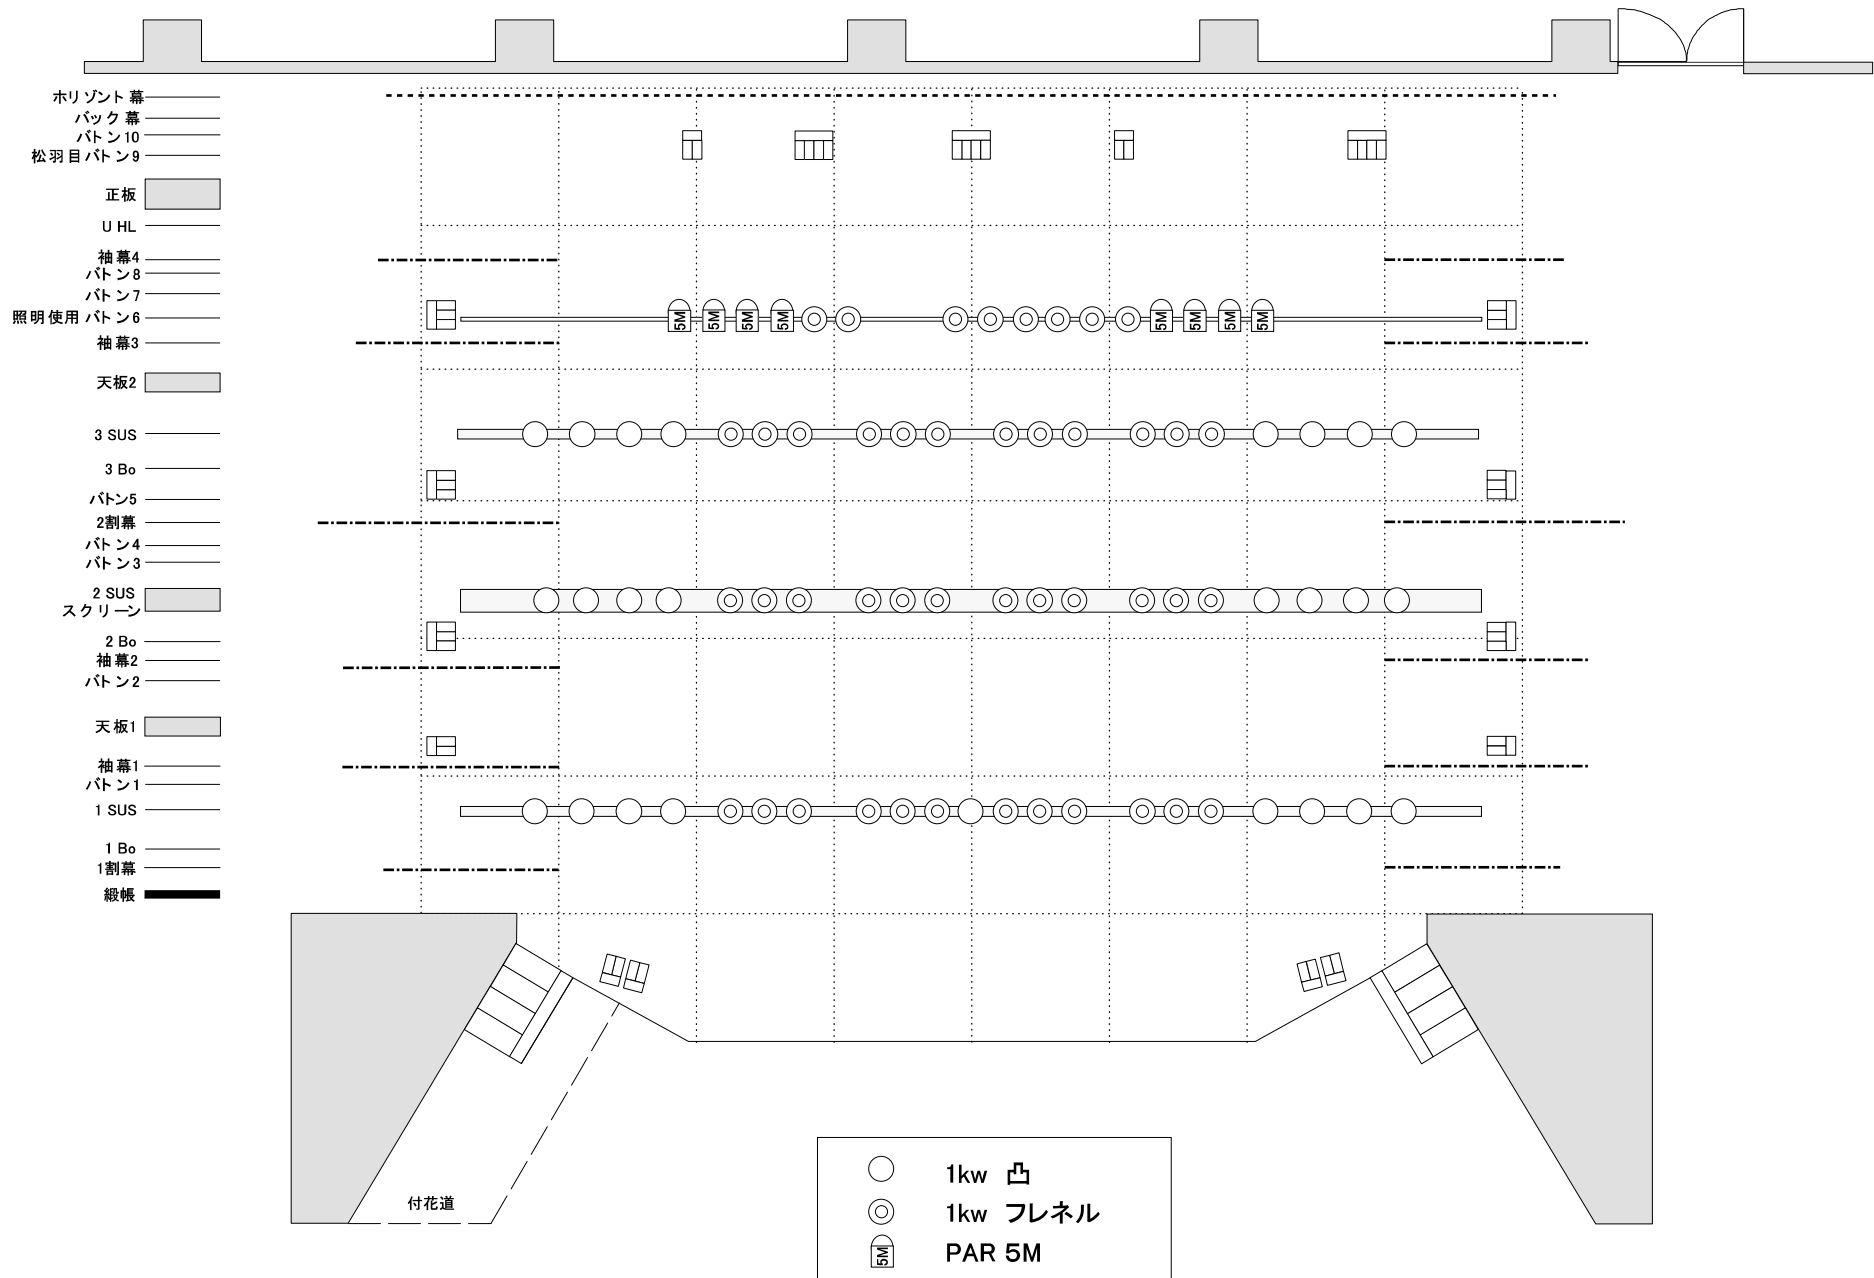 ホリゾント幕
バック幕
バトン10
松羽目バトン9
正板
U HL
袖幕4
バトン8
バトン7
照明使用バトン6
袖幕3
天板2
3 SUS
3 Bo
バトン5
2割幕
バトン4
バトン3
2 SUS
スクリーン
2 Bo
袖幕2
バトン2
天板1
袖幕1
バトン1
1 SUS
1 Bo
1割幕
緞帳
5M 5M 5M 5M 5M 5M 5M 5M
付花道
1kw 凸
1kw フレネル
5M PAR 5M